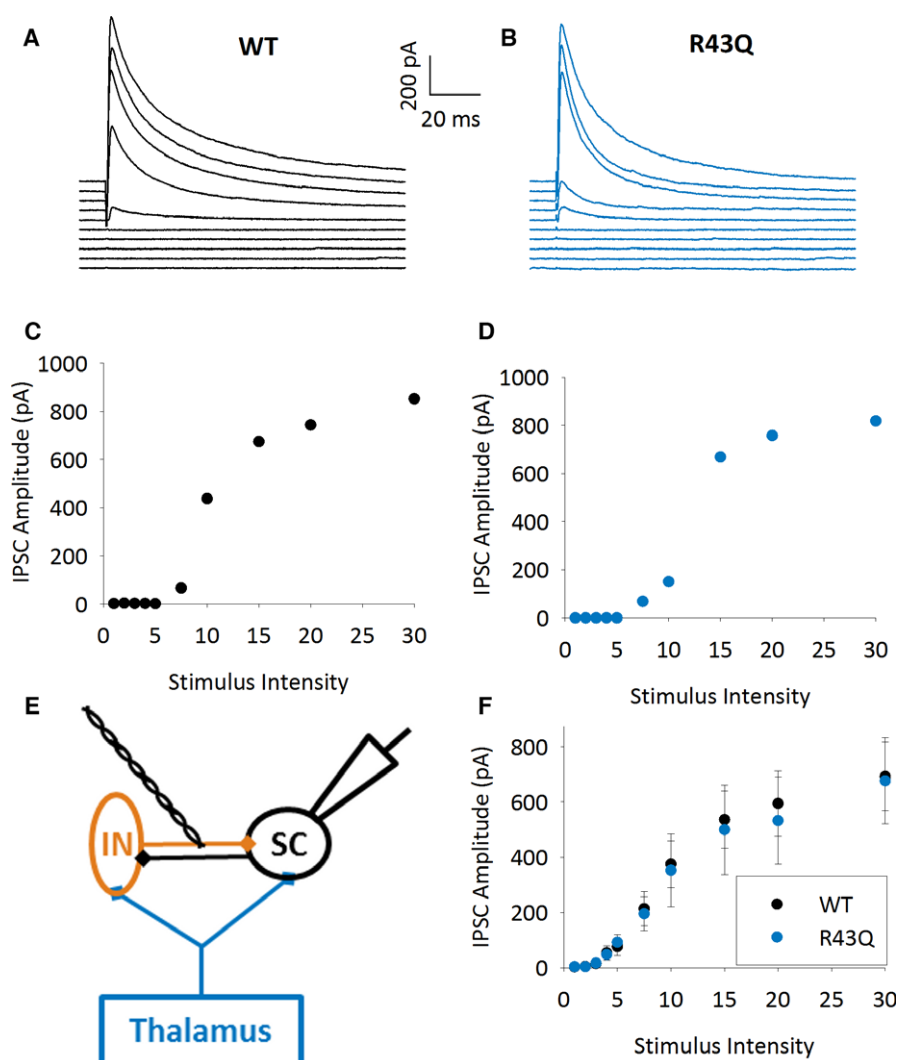 A
WT
200 pA
20 ms
B
R43Q
C
IPSC Amplitude (pA)
1000
800
600
400
200
0
0 5 10 15 20 25 30
Stimulus Intensity
D
IPSC Amplitude (pA)
1000
800
600
400
200
0
0 5 10 15 20 25 30
Stimulus Intensity
E
IN
SC
Thalamus
F
IPSC Amplitude (pA)
800
600
400
200
0
0 5 10 15 20 25 30
Stimulus Intensity
WT
R43Q